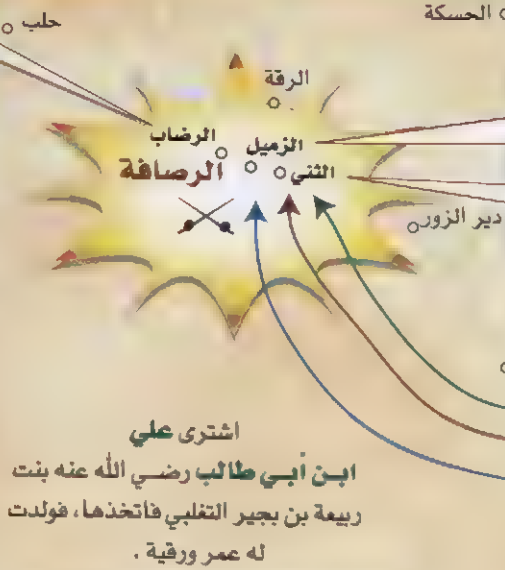 الحسكة
حلب
الرقة
الرضاب
الزميل
الرصافة
الثني
دير الزور
اشترى علي
ابن أبي طالب رضي الله عنه بنت
ربيعة بن بجير التغلبي فاتخذها، فولدت
له عمر ورقية .